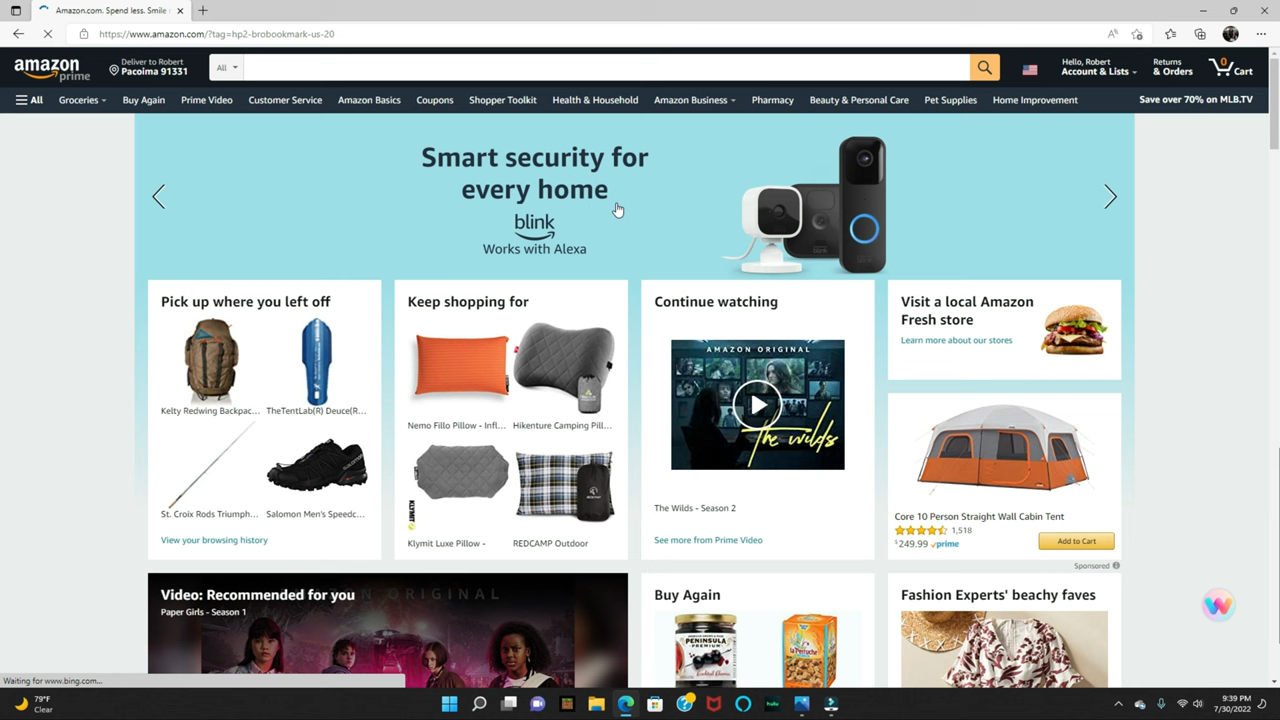 Amazon.com. Spend less. Smile
https://www.amazon.com/?tag=hp2-brobookmark-us-20
amazon prime
Deliver to Robert
Pacoima 91331
All
Hello, Robert
Account & Lists
Returns
& Orders
0
Cart
All
Groceries
Buy Again
Prime Video
Customer Service
Amazon Basics
Coupons
Shopper Toolkit
Health & Household
Amazon Business
Pharmacy
Beauty & Personal Care
Pet Supplies
Home Improvement
Save over 70% on MLB.TV
Smart security for
every home
blink
Works with Alexa
Pick up where you left off
Kelty Redwing Backpac...
TheTentLab(R) Deuce(R...
St. Croix Rods Triumph...
Salomon Men's Speedc...
View your browsing history
Keep shopping for
Nemo Fillo Pillow - Infl...
Hikenture Camping Pill...
KLYMIT
Klymit Luxe Pillow -
REDCAMP Outdoor
Continue watching
AMAZON ORIGINAL
The wilds
The Wilds - Season 2
See more from Prime Video
Visit a local Amazon
Fresh store
Learn more about our stores
Core 10 Person Straight Wall Cabin Tent
1,518
$249.99 prime
Add to Cart
Sponsored
Video: Recommended for you
N ORIGINAL
Paper Girls - Season 1
Buy Again
PENINSULA
PREMIUM
la Perruche
Fashion Experts' beachy faves
Waiting for www.bing.com...
79°F
Clear
hulu
9:39 PM
7/30/2022